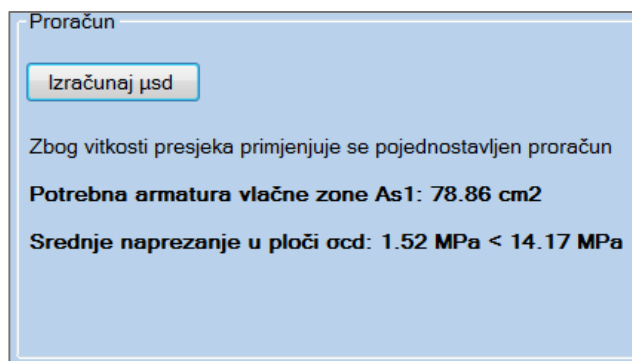 Proračun
Izračunaj μsd
Zbog vitkosti presjeka primjenjuje se pojednostavljen proračun
Potrebna armatura vlačne zone As1: 78.86 cm2
Srednje naprezanje u ploči σcd: 1.52 MPa < 14.17 MPa